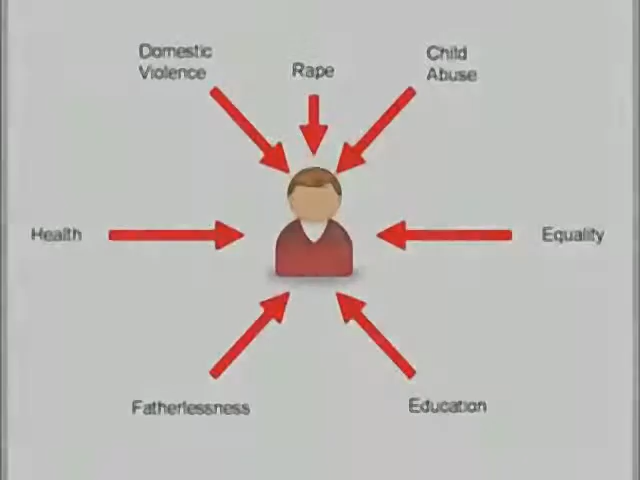 Domestic
Violence
Rape
Child
Abuse
Health
Equality
Fatherlessness
Education